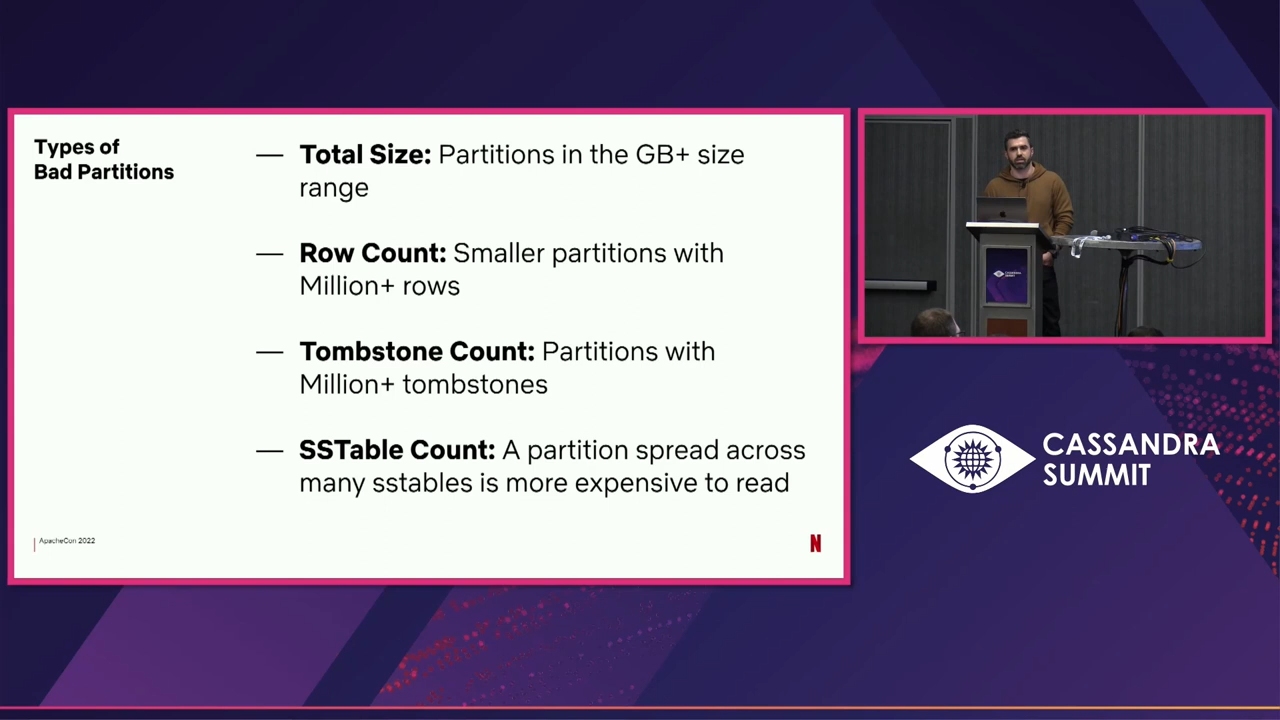 Types of
Bad Partitions
— Total Size: Partitions in the GB+ size
range
— Row Count: Smaller partitions with
Million+ rows
— Tombstone Count: Partitions with
Million+ tombstones
— SSTable Count: A partition spread across
many sstables is more expensive to read
ApacheCon 2022
N
CASSANDRA
SUMMIT
CASSANDRA
SUMMIT